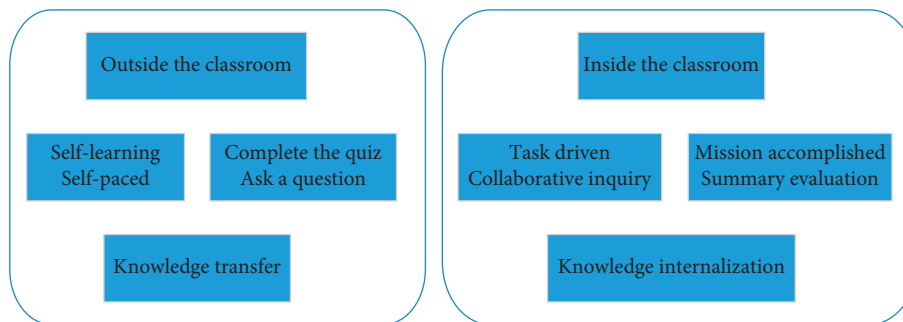 Outside the classroom
Self-learning
Self-paced
Complete the quiz
Ask a question
Knowledge transfer
Inside the classroom
Task driven
Collaborative inquiry
Mission accomplished
Summary evaluation
Knowledge internalization